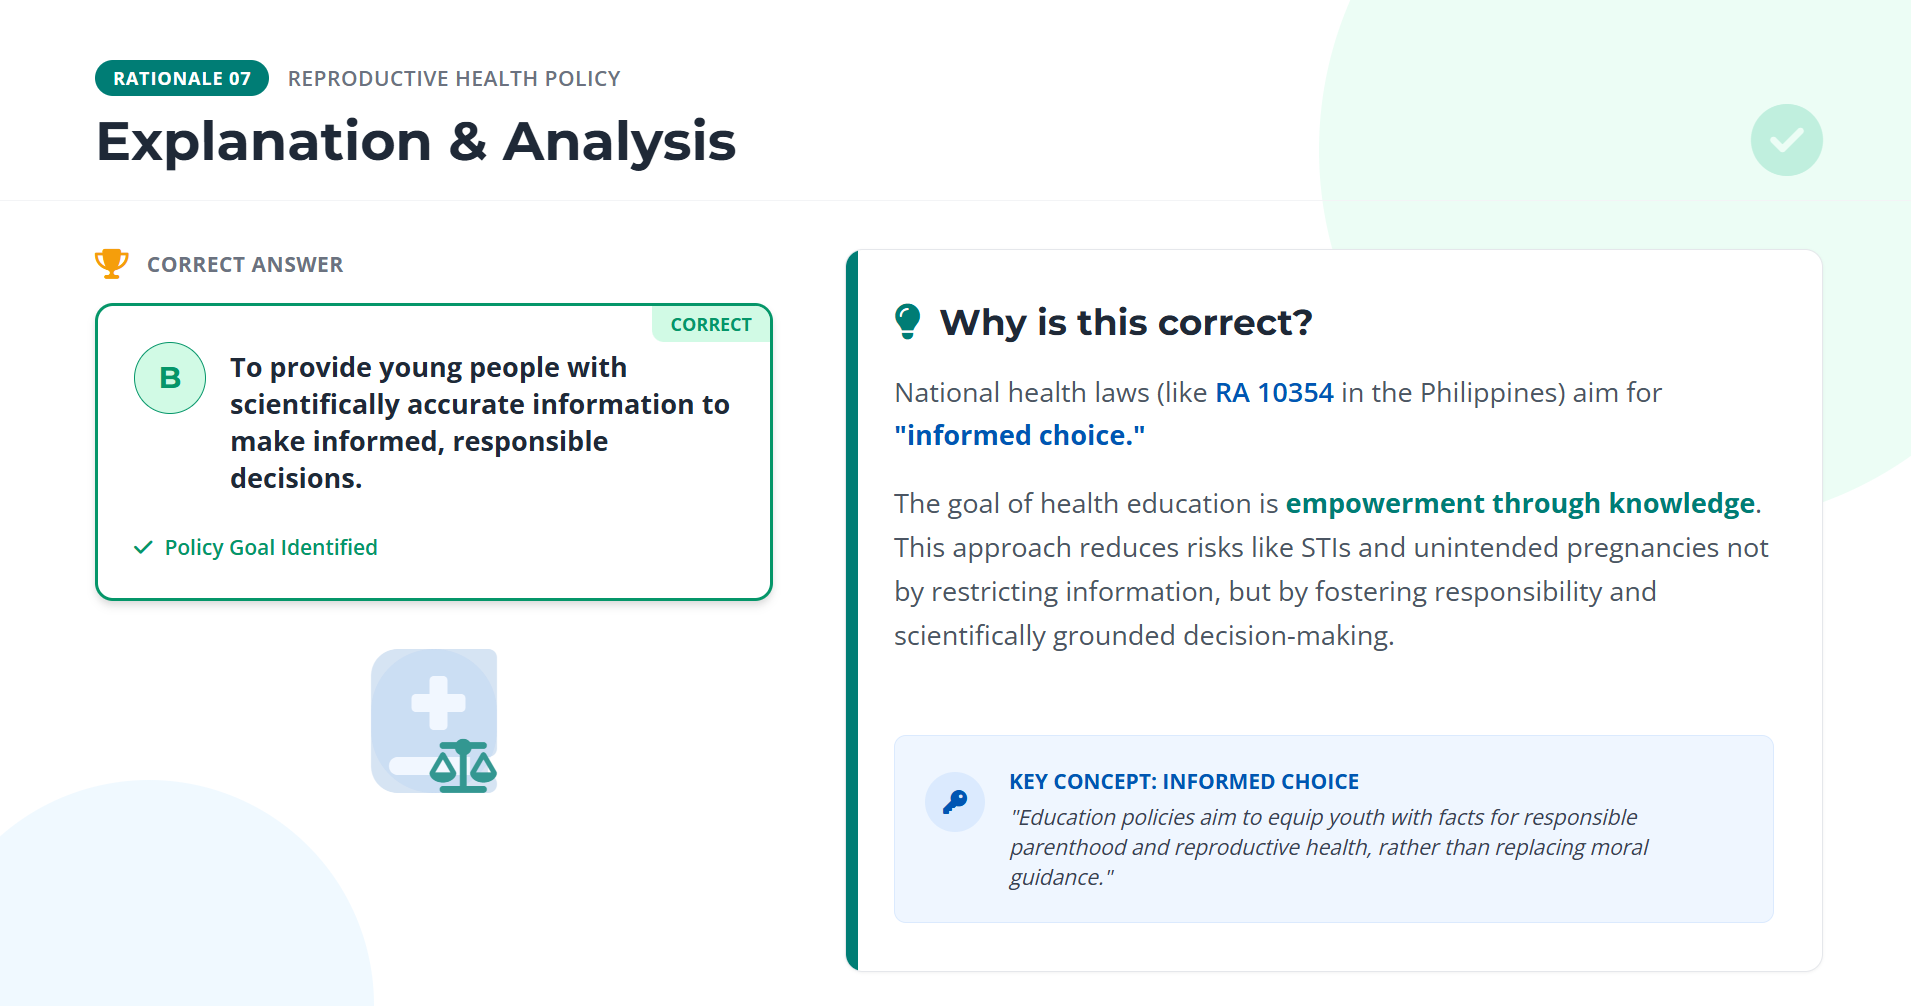 RATIONALE 07
REPRODUCTIVE HEALTH POLICY
Explanation & Analysis
CORRECT ANSWER
CORRECT
B
To provide young people with
scientifically accurate information to
make informed, responsible
decisions.
Policy Goal Identified
Why is this correct?
National health laws (like RA 10354 in the Philippines) aim for
"informed choice."
The goal of health education is empowerment through knowledge.
This approach reduces risks like STIs and unintended pregnancies not
by restricting information, but by fostering responsibility and
scientifically grounded decision-making.
KEY CONCEPT: INFORMED CHOICE
"Education policies aim to equip youth with facts for responsible
parenthood and reproductive health, rather than replacing moral
guidance."